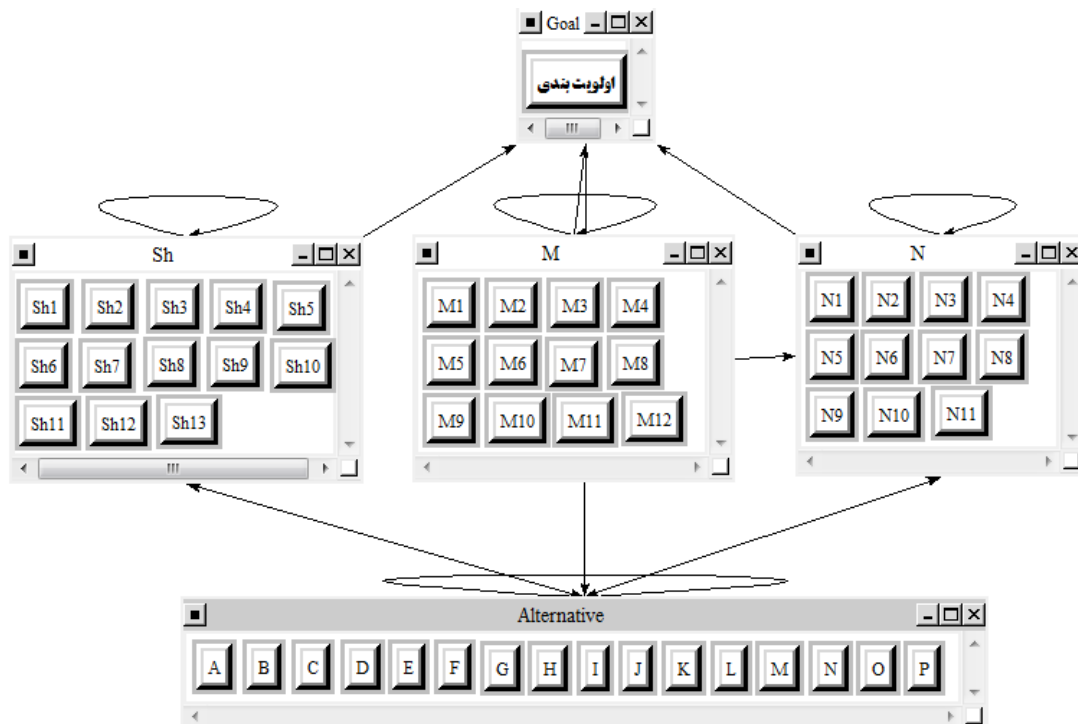 Goal
اولویت بندی
Sh
M
N
Sh1 Sh2 Sh3 Sh4 Sh5
Sh6 Sh7 Sh8 Sh9 Sh10
Sh11 Sh12 Sh13
M1 M2 M3 M4
M5 M6 M7 M8
M9 M10 M11 M12
N1 N2 N3 N4
N5 N6 N7 N8
N9 N10 N11
Alternative
A B C D E F G H I J K L M N O P